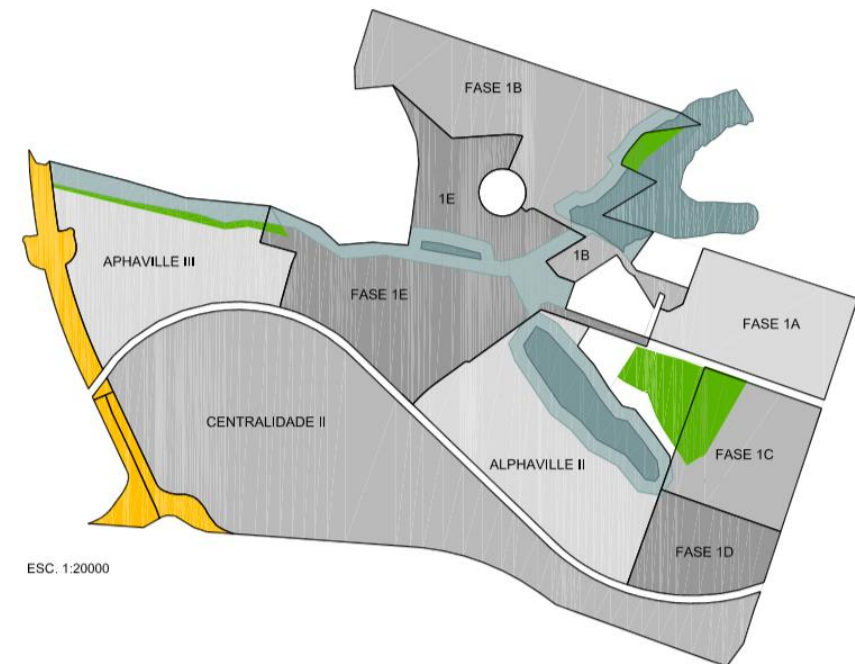 FASE 1B
1E
APHAVILLE III
1B
FASE 1E
FASE 1A
CENTRALIDADE II
ALPHAVILLE II
FASE 1C
FASE 1D
ESC. 1:20000